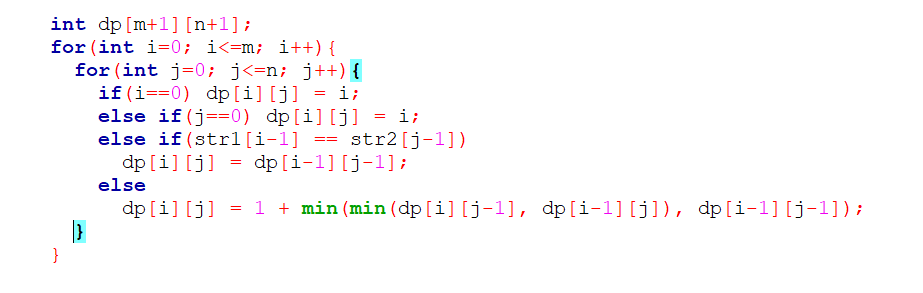 int dp[m+1][n+1];
for(int i=0; i<=m; i++){
for(int j=0; j<=n; j++){
if(i==0) dp[i][j] = i;
else if(j==0) dp[i][j] = i;
else if(str1[i-1] == str2[j-1])
dp[i][j] = dp[i-1][j-1];
else
dp[i][j] = 1 + min(min(dp[i][j-1], dp[i-1][j]), dp[i-1][j-1]);
}
}